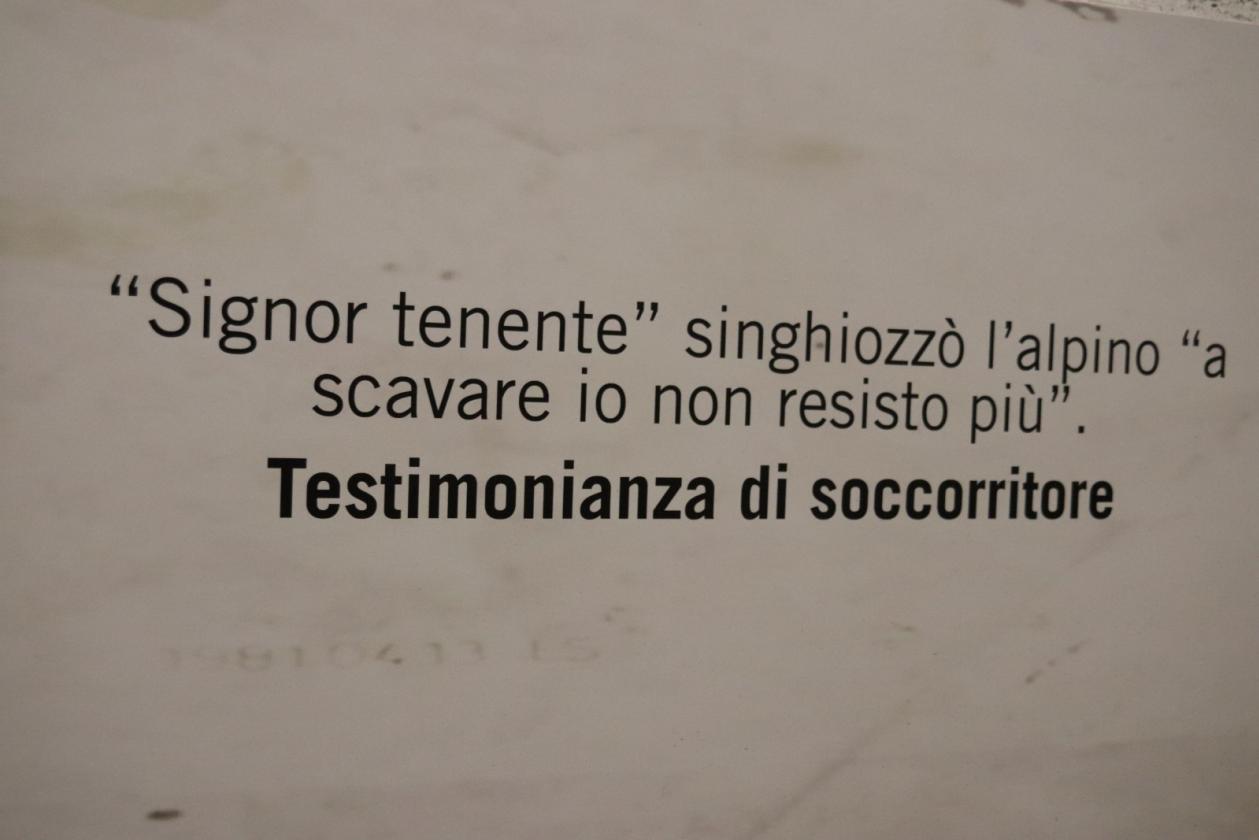 “Signor tenente” singhiozzò l’alpino “a
scavare io non resisto più”.
Testimonianza di soccorritore